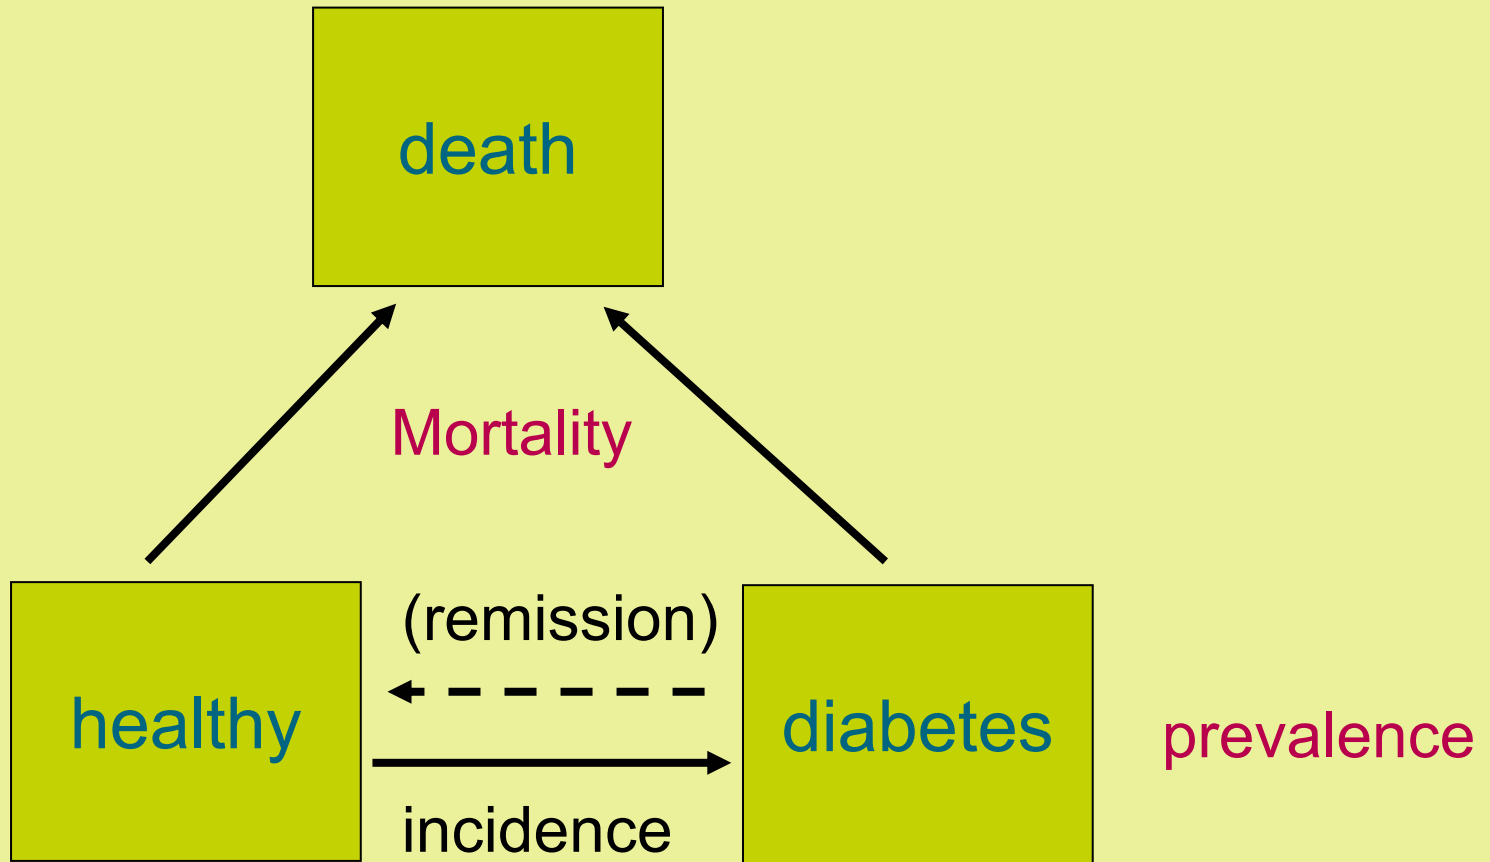 death
Mortality
(remission)
healthy
diabetes
prevalence
incidence